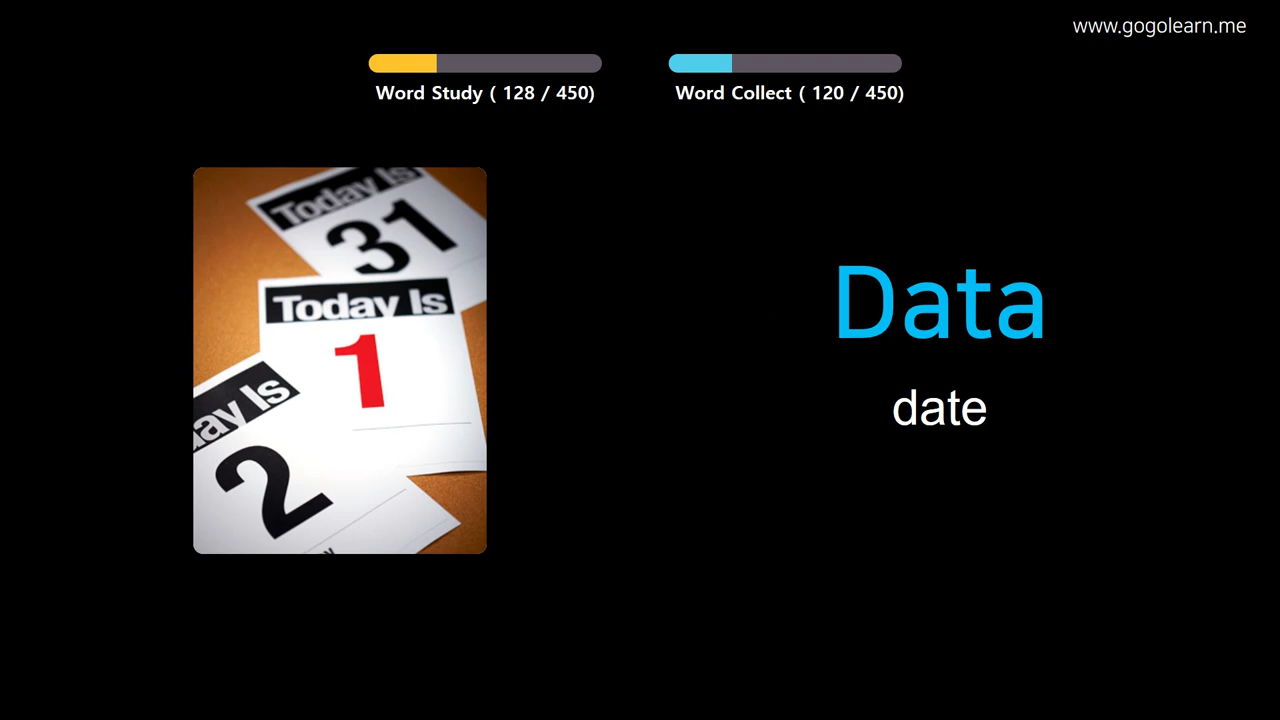 www.gogolearn.me
Word Study ( 128 / 450)
Word Collect ( 120 / 450)
Today Is
31
Today Is
1
ay Is
2
Data
date